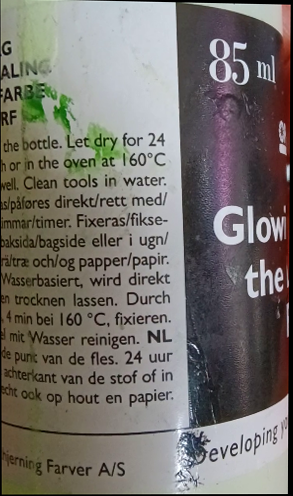 G
ALING
FARBE
RF
the bottle. Let dry for 24
h or in the oven at 160°C
well. Clean tools in water.
as/påføres direkt/rett med/
immar/timer. Fixeras/fikse-
baksida/bagside eller i ugn/
rä/træ och/og papper/papir.
Wasserbasiert, wird direkt
en trocknen lassen. Durch
4 min bei 160 °C, fixieren.
el mit Wasser reinigen. NL
de punt van de fles. 24 uur
achterkant van de stof of in
echt ook op hout en papier.
hjerning Farver A/S
85 ml
Glowi
the
Developing yo